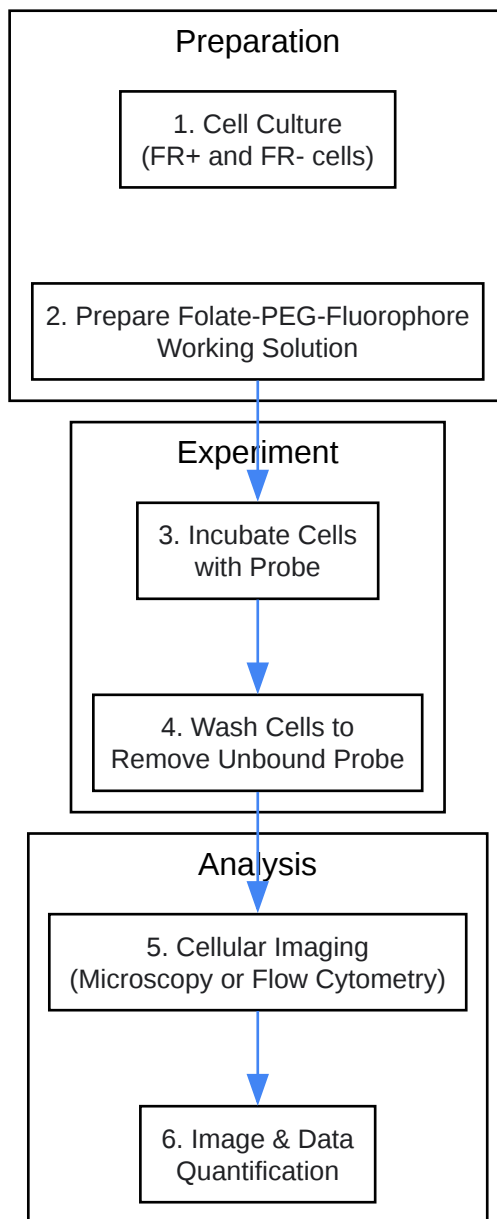 Preparation
1. Cell Culture
(FR+ and FR- cells)
2. Prepare Folate-PEG-Fluorophore
Working Solution
Experiment
3. Incubate Cells
with Probe
4. Wash Cells to
Remove Unbound Probe
Analysis
5. Cellular Imaging
(Microscopy or Flow Cytometry)
6. Image & Data
Quantification